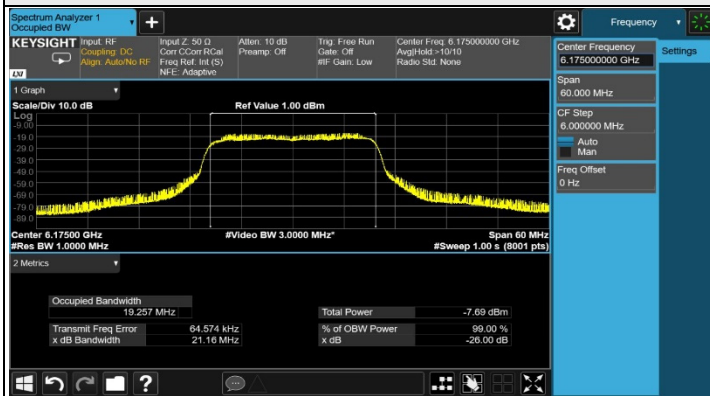 Spectrum Analyzer 1
Occupied BW
Frequency
KEYSIGHT
Input: RF
Coupling: DC
Align: Auto/No RF
Input Z: 50 Ω
Corr CCorr RCal
Freq Ref: Int (S)
NFE: Adaptive
Atten: 10 dB
Preamp: Off
Trig: Free Run
Gate: Off
#IF Gain: Low
Center Freq: 6.175000000 GHz
Avg|Hold:>10/10
Radio Std: None
LXI
Center Frequency
6.175000000 GHz
Settings
Span
60.000 MHz
CF Step
6.000000 MHz
Auto
Man
Freq Offset
0 Hz
1 Graph
Scale/Div 10.0 dB
Ref Value 1.00 dBm
Log
-9.00
-19.0
-29.0
-39.0
-49.0
-59.0
-69.0
-79.0
-89.0
Center 6.17500 GHz
#Video BW 3.0000 MHz*
Span 60 MHz
#Res BW 1.0000 MHz
#Sweep 1.00 s (8001 pts)
2 Metrics
Occupied Bandwidth
19.257 MHz
Total Power -7.69 dBm
Transmit Freq Error 64.574 kHz
% of OBW Power 99.00 %
x dB Bandwidth 21.16 MHz
x dB -26.00 dB
?